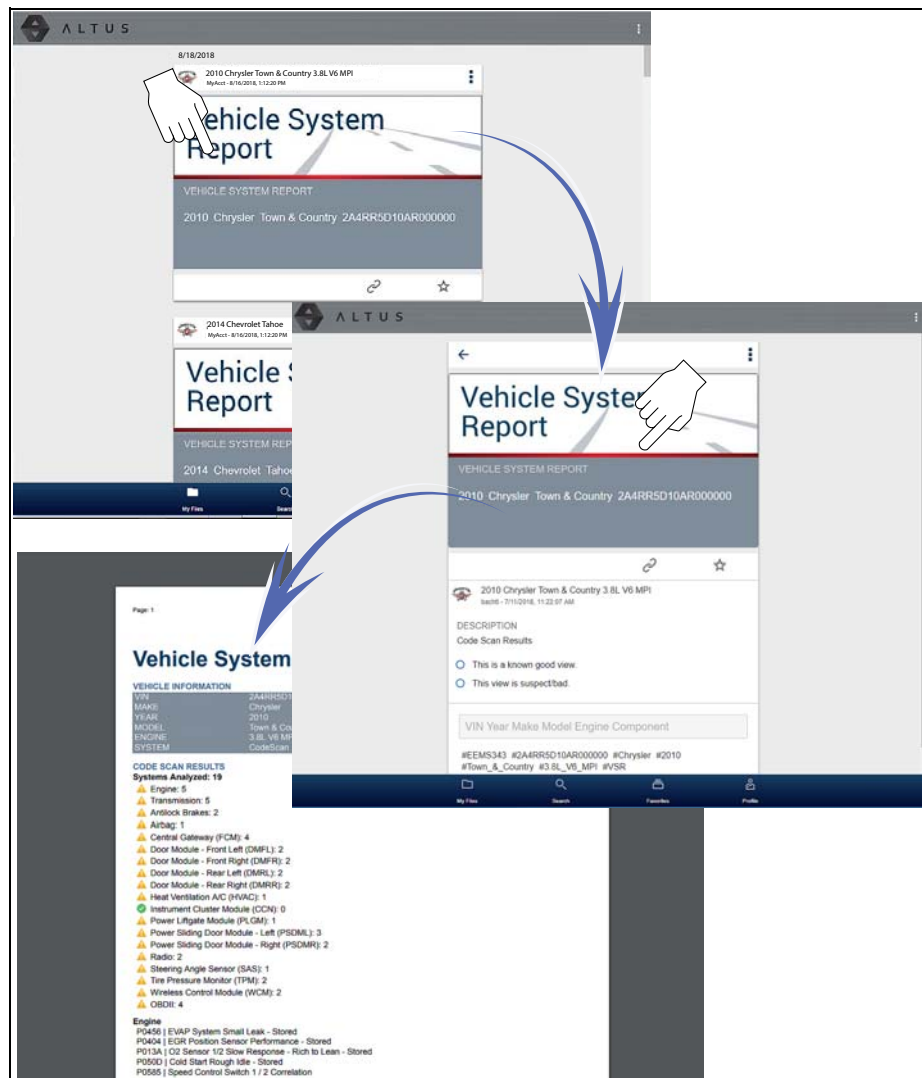 ALTUS
8/18/2018
2010 Chrysler Town & Country 3.8L V6 MPI
MyAcct - 8/16/2018, 1:12:20 PM
Vehicle System
Report
VEHICLE SYSTEM REPORT
2010 Chrysler Town & Country 2A4RR5D10AR000000
2014 Chevrolet Tahoe
MyAcct - 8/16/2018, 1:12:20 PM
Vehicle
Report
VEHICLE SYSTEM REP
2014 Chevrolet Tahoe
My Files
Searc
ALTUS
Vehicle System
Report
VEHICLE SYSTEM REPORT
2010 Chrysler Town & Country 2A4RR5D10AR000000
2010 Chrysler Town & Country 3.8L V6 MPI
bach6 - 7/11/2018, 11:22:07 AM
DESCRIPTION
Code Scan Results
This is a known good view.
This view is suspect/bad.
VIN Year Make Model Engine Component
#EEMS343 #2A4RR5D10AR000000 #Chrysler #2010
#Town_&_Country #3.8L_V6_MPI #VSR
My Files Search Favorites Profile
Page: 1
Vehicle System
VEHICLE INFORMATION
VIN 2A4RR5D1
MAKE Chrysler
YEAR 2010
MODEL Town & Co
ENGINE 3.8L V6 MP
SYSTEM CodeScan
CODE SCAN RESULTS
Systems Analyzed: 19
Engine: 5
Transmission: 5
Antilock Brakes: 2
Airbag: 1
Central Gateway (FCM): 4
Door Module - Front Left (DMFL): 2
Door Module - Front Right (DMFR): 2
Door Module - Rear Left (DMRL): 2
Door Module - Rear Right (DMRR): 2
Heat Ventilation A/C (HVAC): 1
Instrument Cluster Module (CCN): 0
Power Liftgate Module (PLGM): 1
Power Sliding Door Module - Left (PSDML): 3
Power Sliding Door Module - Right (PSDMR): 2
Radio: 2
Steering Angle Sensor (SAS): 1
Tire Pressure Monitor (TPM): 2
Wireless Control Module (WCM): 2
OBDII: 4
Engine
P0456 | EVAP System Small Leak - Stored
P0404 | EGR Position Sensor Performance - Stored
P013A | O2 Sensor 1/2 Slow Response - Rich to Lean - Stored
P050D | Cold Start Rough Idle - Stored
P0585 | Speed Control Switch 1 / 2 Correlation